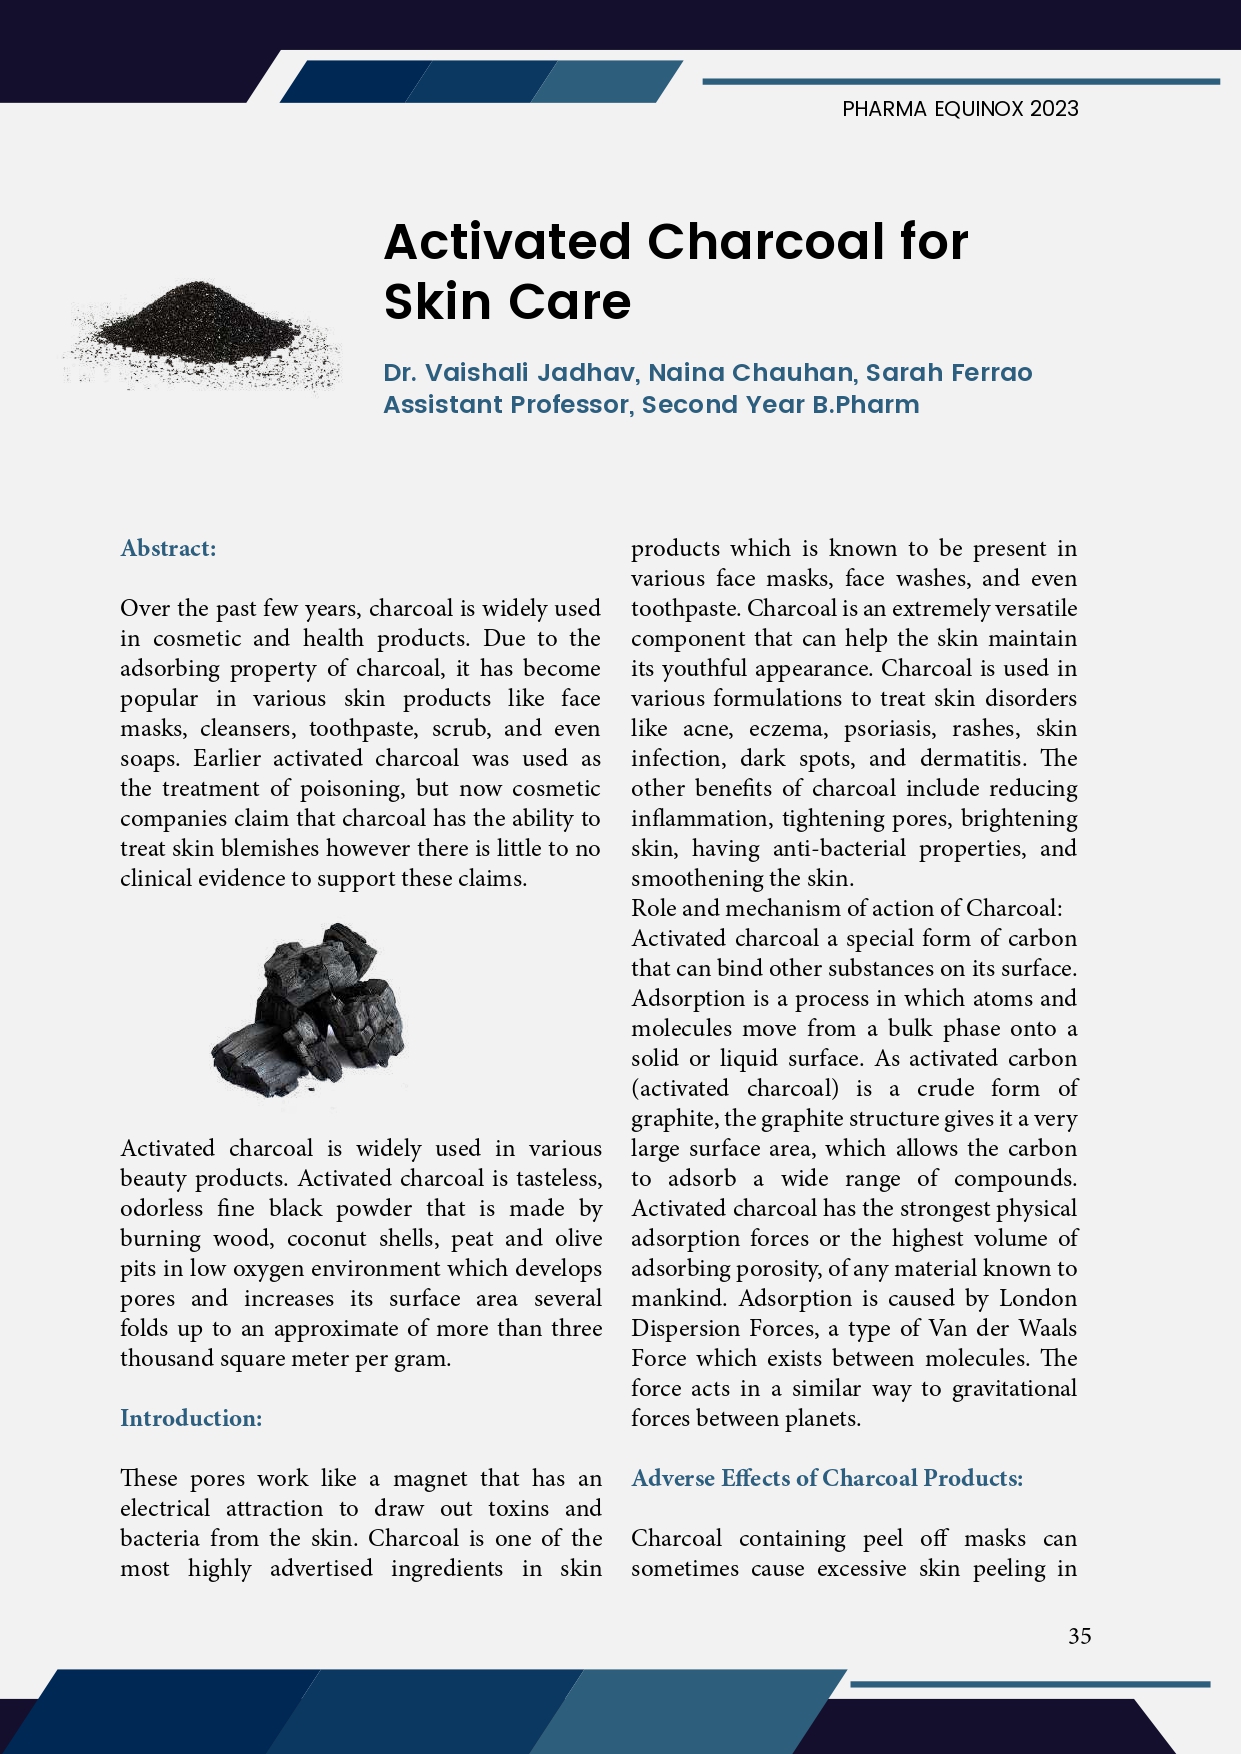 PHARMA EQUINOX 2023
Activated Charcoal for
Skin Care
Dr. Vaishali Jadhav, Naina Chauhan, Sarah Ferrao
Assistant Professor, Second Year B.Pharm
Abstract:
Over the past few years, charcoal is widely used
in cosmetic and health products. Due to the
adsorbing property of charcoal, it has become
popular in various skin products like face
masks, cleansers, toothpaste, scrub, and even
soaps. Earlier activated charcoal was used as
the treatment of poisoning, but now cosmetic
companies claim that charcoal has the ability to
treat skin blemishes however there is little to no
clinical evidence to support these claims.
Activated charcoal is widely used in various
beauty products. Activated charcoal is tasteless,
odorless fine black powder that is made by
burning wood, coconut shells, peat and olive
pits in low oxygen environment which develops
pores and increases its surface area several
folds up to an approximate of more than three
thousand square meter per gram.
Introduction:
These pores work like a magnet that has an
electrical attraction to draw out toxins and
bacteria from the skin. Charcoal is one of the
most highly advertised ingredients in skin
products which is known to be present in
various face masks, face washes, and even
toothpaste. Charcoal is an extremely versatile
component that can help the skin maintain
its youthful appearance. Charcoal is used in
various formulations to treat skin disorders
like acne, eczema, psoriasis, rashes, skin
infection, dark spots, and dermatitis. The
other benefits of charcoal include reducing
inflammation, tightening pores, brightening
skin, having anti-bacterial properties, and
smoothening the skin.
Role and mechanism of action of Charcoal:
Activated charcoal a special form of carbon
that can bind other substances on its surface.
Adsorption is a process in which atoms and
molecules move from a bulk phase onto a
solid or liquid surface. As activated carbon
(activated charcoal) is a crude form of
graphite, the graphite structure gives it a very
large surface area, which allows the carbon
to adsorb a wide range of compounds.
Activated charcoal has the strongest physical
adsorption forces or the highest volume of
adsorbing porosity, of any material known to
mankind. Adsorption is caused by London
Dispersion Forces, a type of Van der Waals
Force which exists between molecules. The
force acts in a similar way to gravitational
forces between planets.
Adverse Effects of Charcoal Products:
Charcoal containing peel off masks can
sometimes cause excessive skin peeling in
35